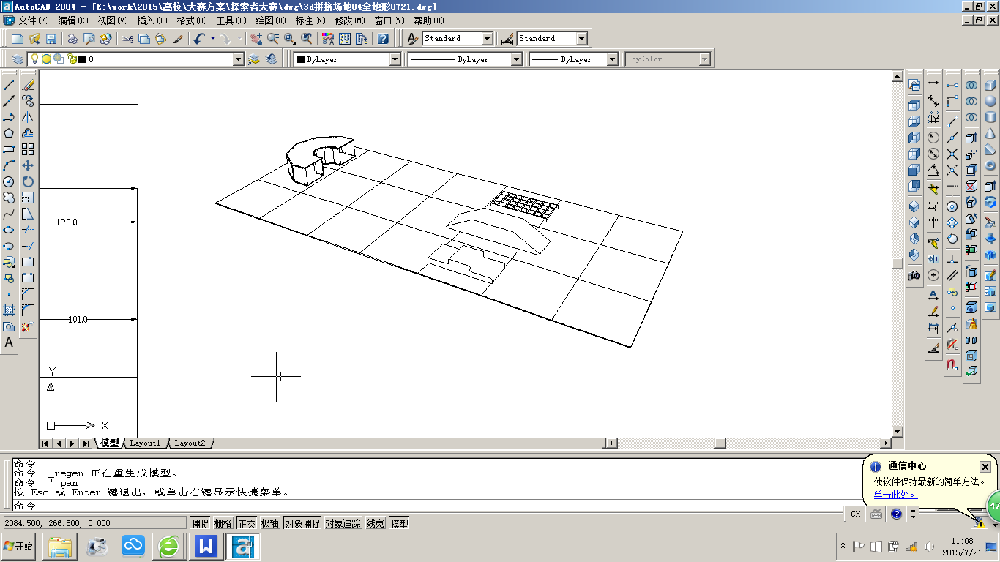 AutoCAD 2004 - [E:\work\2015\高校\大赛方案\探索者大赛\dwg\3d拼接场地04全地形0721.dwg]
文件(F) 编辑(E) 视图(V) 插入(I) 格式(O) 工具(T) 绘图(D) 标注(N) 修改(M) 窗口(W) 帮助(H)
Standard Standard
0 ByLayer ByLayer ByLayer ByColor
120.0
101.0
Y
X
模型 Layout1 Layout2
命令:
命令: _regen 正在重生成模型。
命令: '_pan
按 Esc 或 Enter 键退出，或单击右键显示快捷菜单。
命令:
通信中心
使软件保持最新的简单方法。
单击此处。
47
CH
2084.500, 266.500, 0.000 捕捉 栅格 正交 极轴 对象捕捉 对象追踪 线宽 模型
开始
11:08
2015/7/21